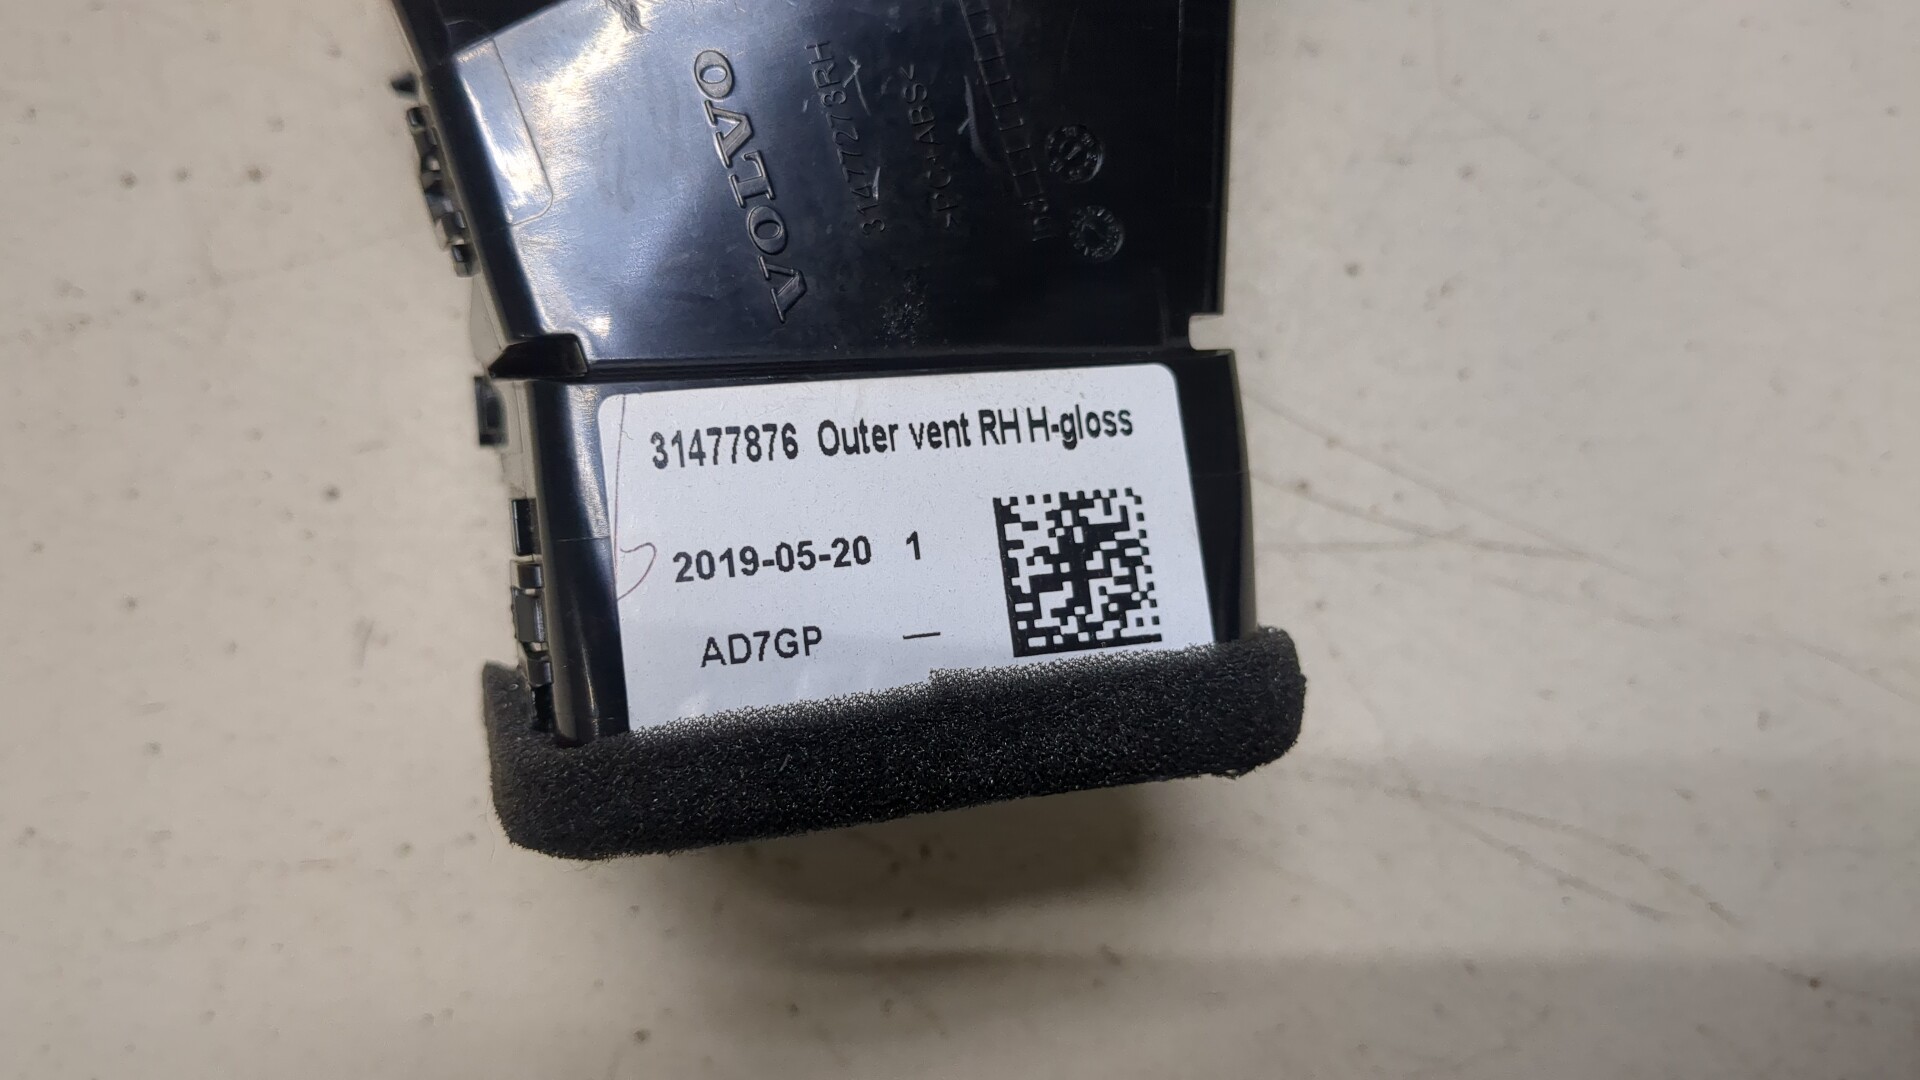 VOLVO
31477278RH
>PC+ABS<
31477876 Outer vent RH H-gloss
2019-05-20 1
AD7GP —